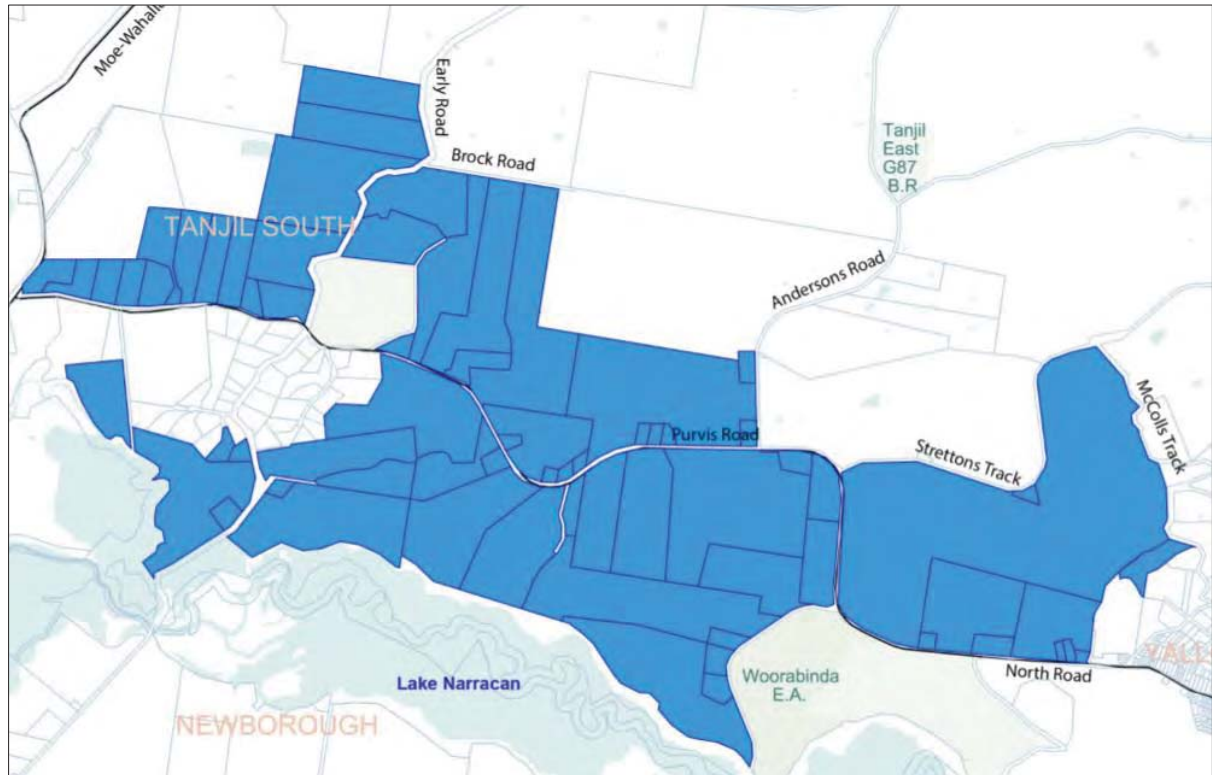 Moe-Wahalla
Early Road
Brock Road
Tanjil
East
G87
B.R
TANJIL SOUTH
Andersons Road
McColls Track
Purvis Road
Strettons Track
Woorabinda
E.A.
North Road
YALL
Lake Narracan
NEWBOROUGH